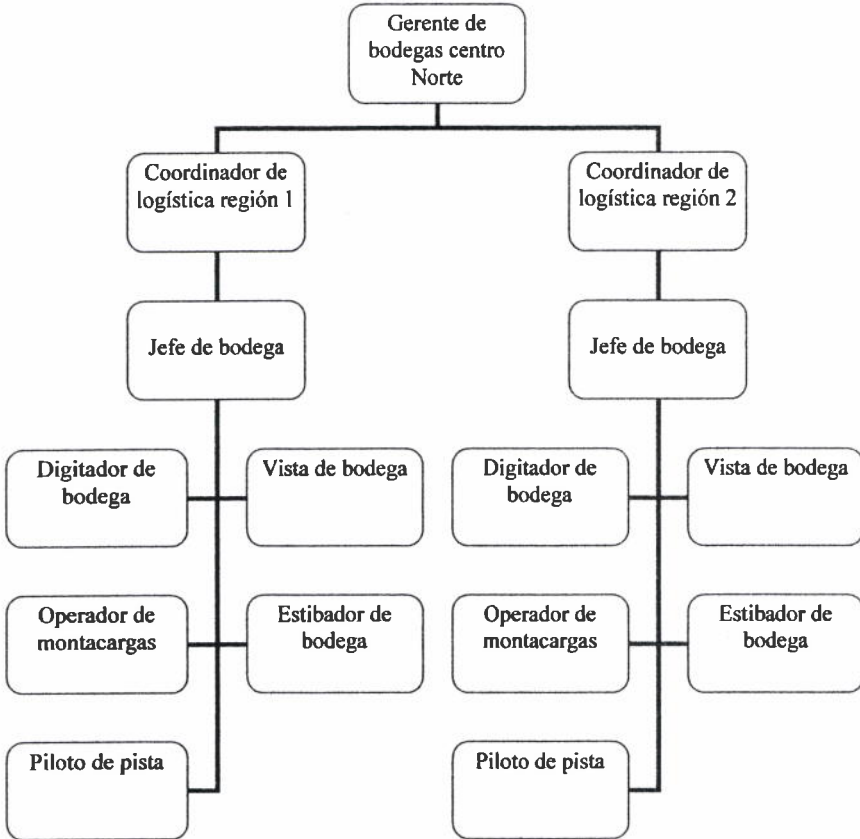 Gerente de
bodegas centro
Norte
Coordinador de
logística región 1
Coordinador de
logística región 2
Jefe de bodega
Jefe de bodega
Digitador de
bodega
Vista de bodega
Digitador de
bodega
Vista de bodega
Operador de
montacargas
Estibador de
bodega
Operador de
montacargas
Estibador de
bodega
Piloto de pista
Piloto de pista